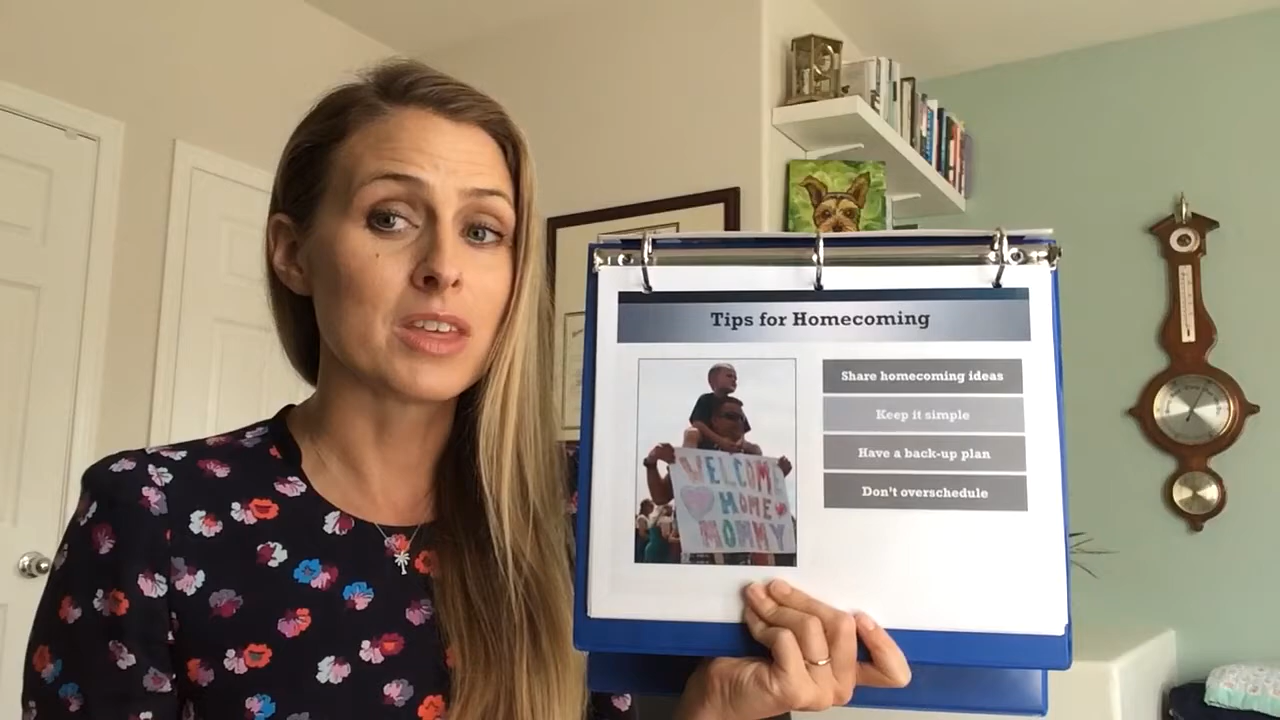 Tips for Homecoming
Share homecoming ideas
Keep it simple
Have a back-up plan
Don't overschedule
WELCOME
HOME
MOMMY